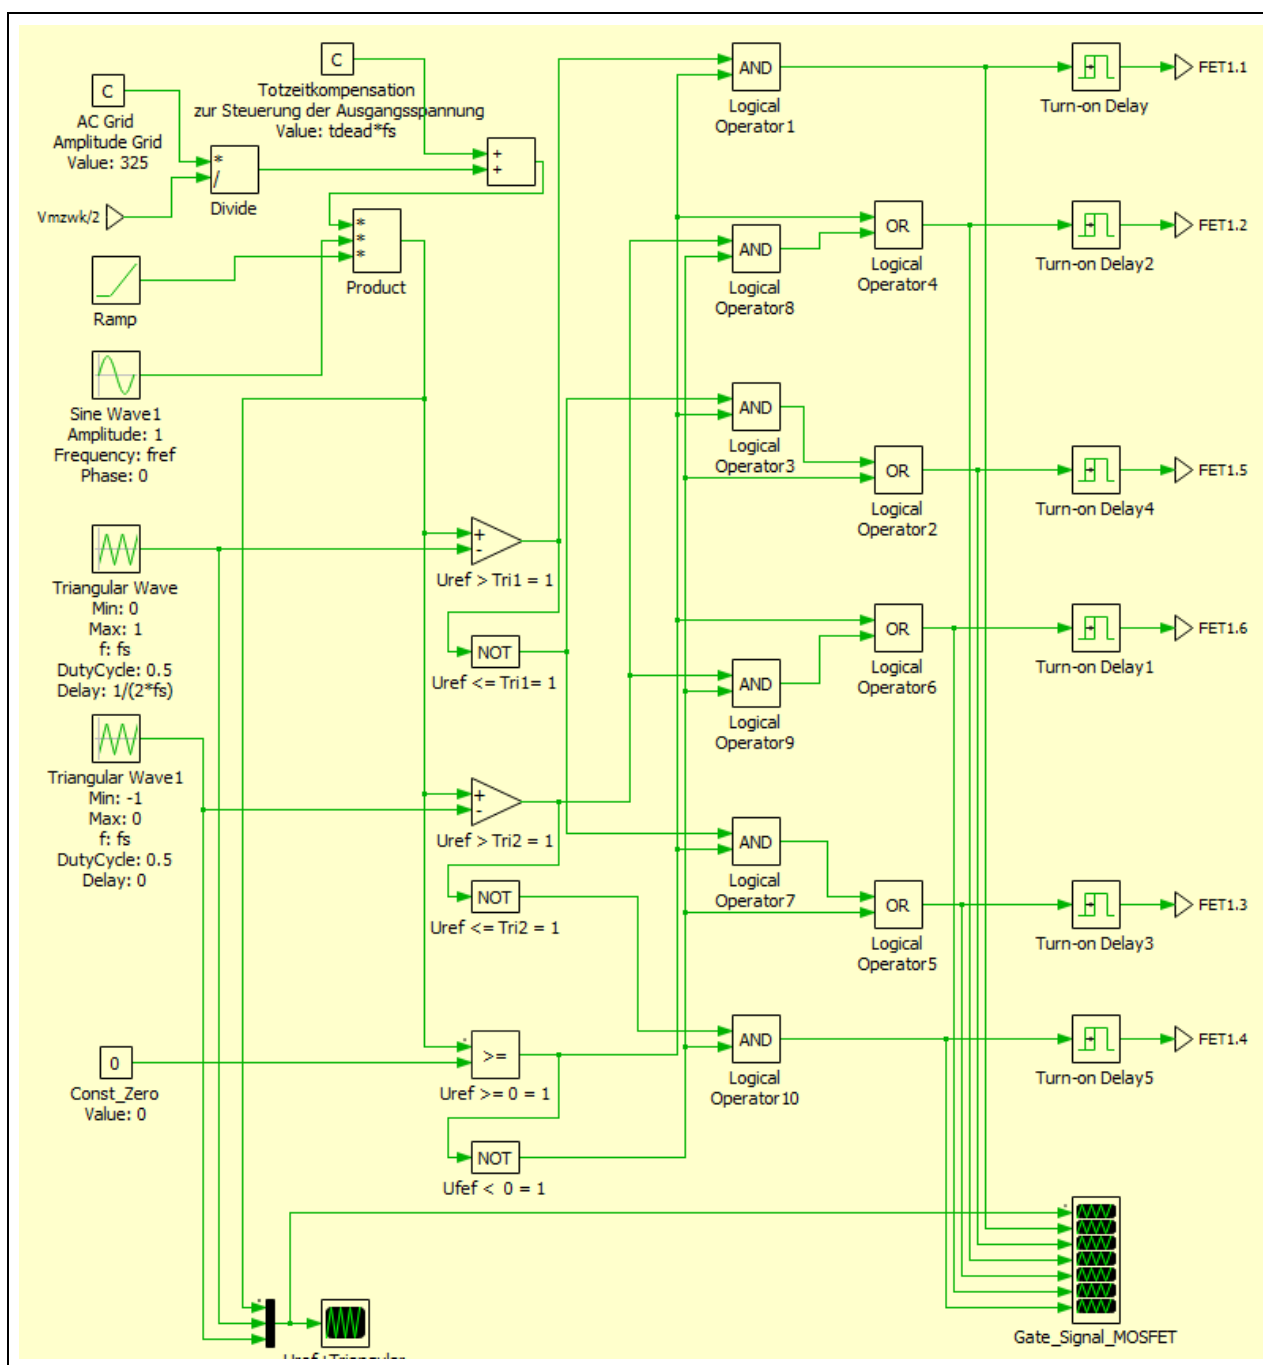 C
Totzeitkompensation
zur Steuerung der Ausgangsspannung
Value: tdead*fs
C
AC Grid
Amplitude Grid
Value: 325
*
/
Divide
+
+
Vmzwk/2
*
*
*
Product
Ramp
Sine Wave1
Amplitude: 1
Frequency: fref
Phase: 0
Triangular Wave
Min: 0
Max: 1
f: fs
DutyCycle: 0.5
Delay: 1/(2*fs)
Triangular Wave1
Min: -1
Max: 0
f: fs
DutyCycle: 0.5
Delay: 0
0
Const_Zero
Value: 0
+
-
Uref > Tri1 = 1
NOT
Uref <= Tri1= 1
+
-
Uref > Tri2 = 1
NOT
Uref <= Tri2 = 1
>=
Uref >= 0 = 1
NOT
Ufef < 0 = 1
AND
Logical
Operator1
AND
Logical
Operator8
OR
Logical
Operator4
AND
Logical
Operator3
OR
Logical
Operator2
OR
Logical
Operator6
AND
Logical
Operator9
AND
Logical
Operator7
OR
Logical
Operator5
AND
Logical
Operator10
Turn-on Delay
FET1.1
Turn-on Delay2
FET1.2
Turn-on Delay4
FET1.5
Turn-on Delay1
FET1.6
Turn-on Delay3
FET1.3
Turn-on Delay5
FET1.4
Gate_Signal_MOSFET
Uref+Triangular